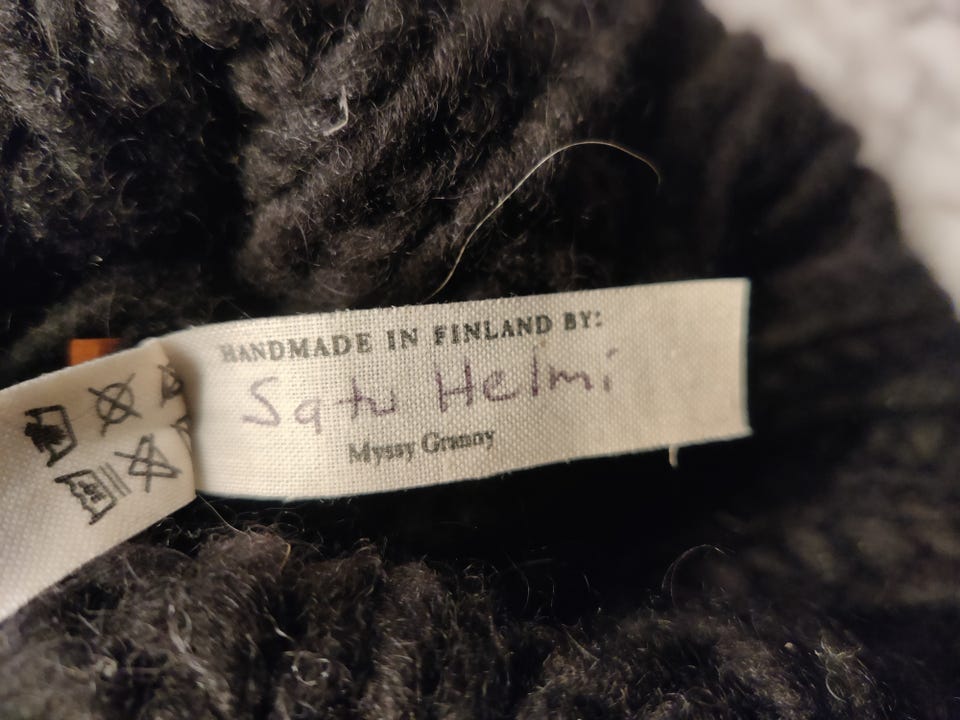 HANDMADE IN FINLAND BY:
Satu Helmi
Myssy Granny